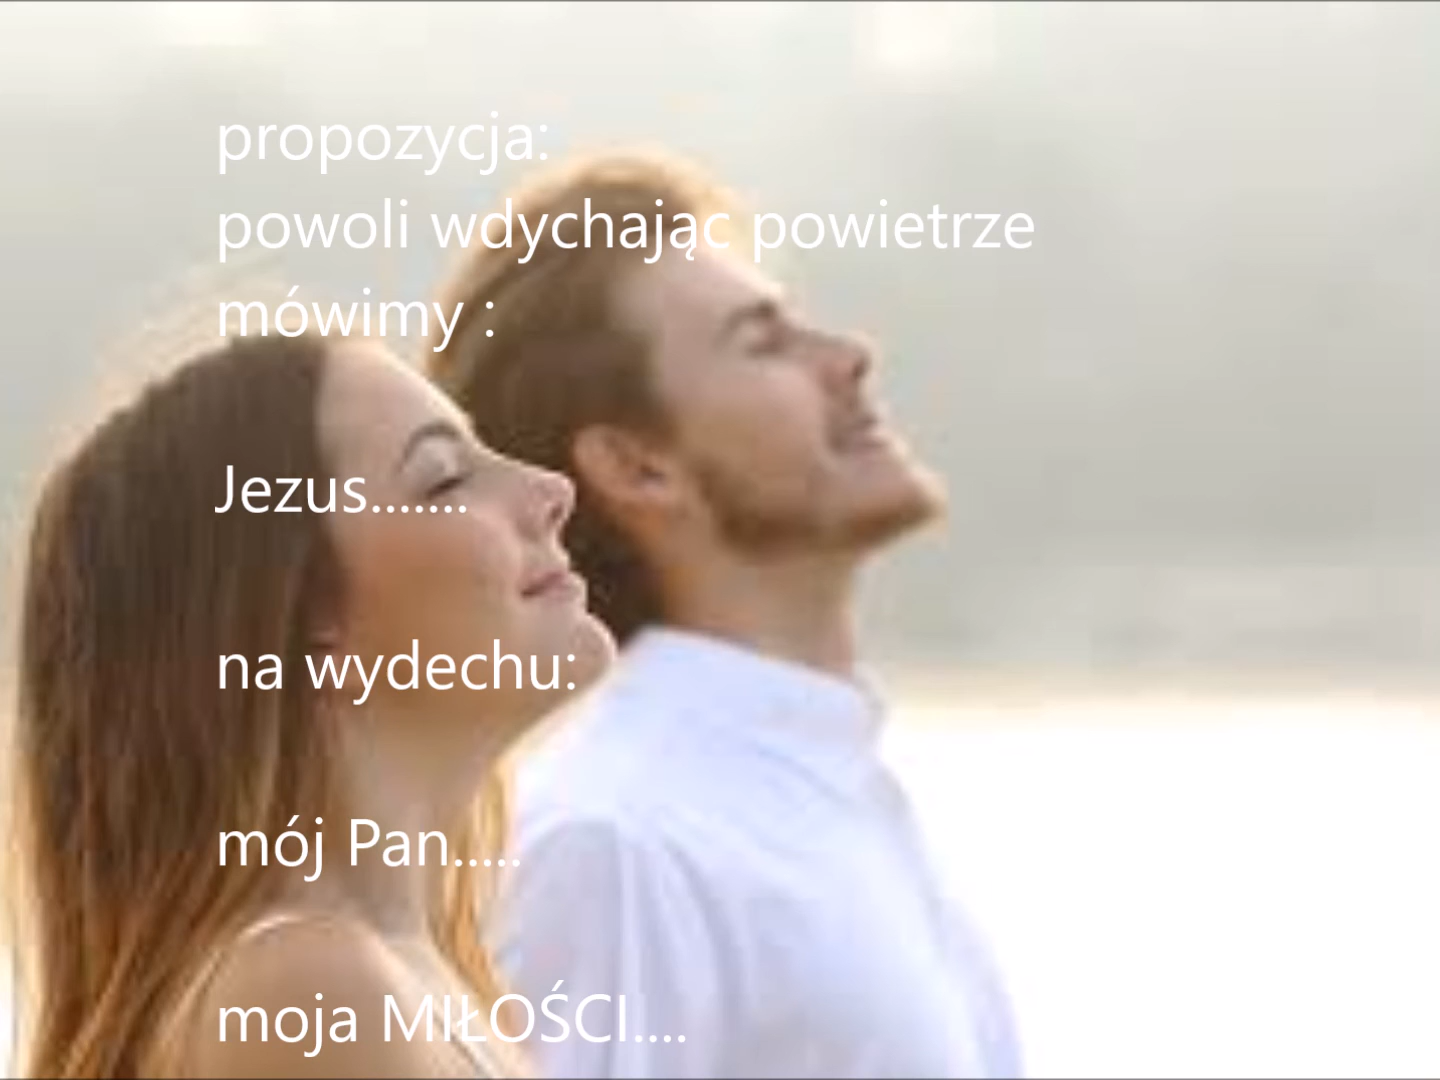 propozycja:
powoli wdychając powietrze
mówimy :
Jezus.......
na wydechu:
mój Pan.....
moja MIŁOŚCI....